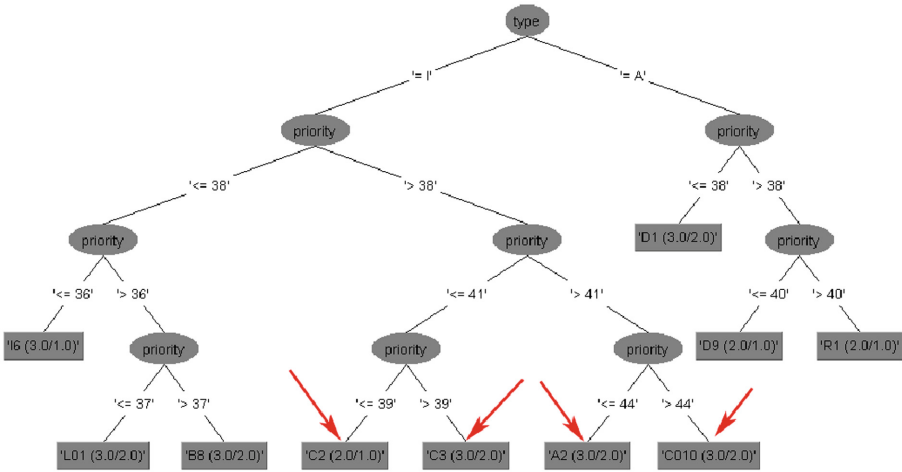 type
'= I'
'= A'
priority
priority
'<= 38'
'> 38'
'<= 38'
'> 38'
priority
priority
'D1 (3.0/2.0)'
priority
'<= 36'
'> 36'
'<= 41'
'> 41'
'<= 40'
'> 40'
'I6 (3.0/1.0)'
priority
priority
priority
'D9 (2.0/1.0)'
'R1 (2.0/1.0)'
'<= 37'
'> 37'
'<= 39'
'> 39'
'<= 44'
'> 44'
'L01 (3.0/2.0)'
'B8 (3.0/2.0)'
'C2 (2.0/1.0)'
'C3 (3.0/2.0)'
'A2 (3.0/2.0)'
'C010 (3.0/2.0)'